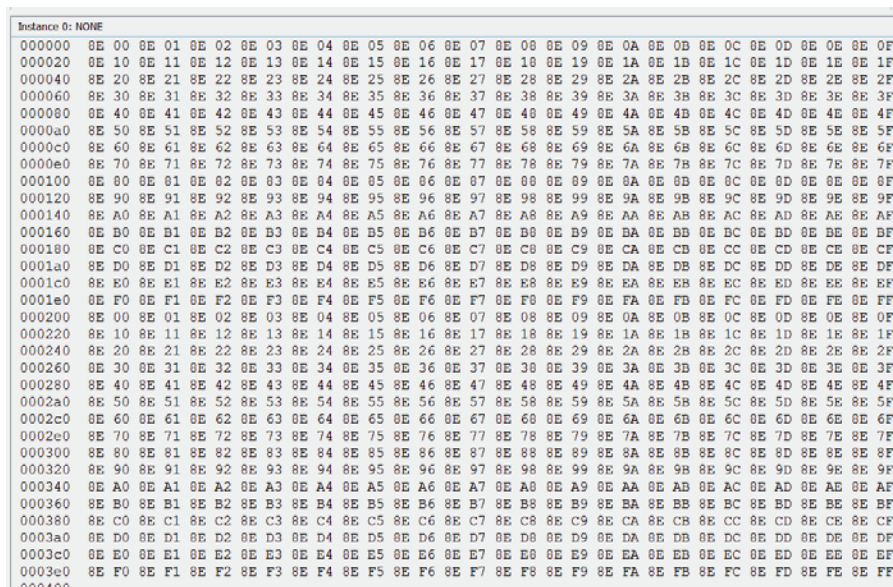 Instance 0: NONE
000000 8E 00 8E 01 8E 02 8E 03 8E 04 8E 05 8E 06 8E 07 8E 08 8E 09 8E 0A 8E 0B 8E 0C 8E 0D 8E 0E 8E 0F
000020 8E 10 8E 11 8E 12 8E 13 8E 14 8E 15 8E 16 8E 17 8E 18 8E 19 8E 1A 8E 1B 8E 1C 8E 1D 8E 1E 8E 1F
000040 8E 20 8E 21 8E 22 8E 23 8E 24 8E 25 8E 26 8E 27 8E 28 8E 29 8E 2A 8E 2B 8E 2C 8E 2D 8E 2E 8E 2F
000060 8E 30 8E 31 8E 32 8E 33 8E 34 8E 35 8E 36 8E 37 8E 38 8E 39 8E 3A 8E 3B 8E 3C 8E 3D 8E 3E 8E 3F
000080 8E 40 8E 41 8E 42 8E 43 8E 44 8E 45 8E 46 8E 47 8E 48 8E 49 8E 4A 8E 4B 8E 4C 8E 4D 8E 4E 8E 4F
0000a0 8E 50 8E 51 8E 52 8E 53 8E 54 8E 55 8E 56 8E 57 8E 58 8E 59 8E 5A 8E 5B 8E 5C 8E 5D 8E 5E 8E 5F
0000c0 8E 60 8E 61 8E 62 8E 63 8E 64 8E 65 8E 66 8E 67 8E 68 8E 69 8E 6A 8E 6B 8E 6C 8E 6D 8E 6E 8E 6F
0000e0 8E 70 8E 71 8E 72 8E 73 8E 74 8E 75 8E 76 8E 77 8E 78 8E 79 8E 7A 8E 7B 8E 7C 8E 7D 8E 7E 8E 7F
000100 8E 80 8E 81 8E 82 8E 83 8E 84 8E 85 8E 86 8E 87 8E 88 8E 89 8E 8A 8E 8B 8E 8C 8E 8D 8E 8E 8E 8F
000120 8E 90 8E 91 8E 92 8E 93 8E 94 8E 95 8E 96 8E 97 8E 98 8E 99 8E 9A 8E 9B 8E 9C 8E 9D 8E 9E 8E 9F
000140 8E A0 8E A1 8E A2 8E A3 8E A4 8E A5 8E A6 8E A7 8E A8 8E A9 8E AA 8E AB 8E AC 8E AD 8E AE 8E AF
000160 8E B0 8E B1 8E B2 8E B3 8E B4 8E B5 8E B6 8E B7 8E B8 8E B9 8E BA 8E BB 8E BC 8E BD 8E BE 8E BF
000180 8E C0 8E C1 8E C2 8E C3 8E C4 8E C5 8E C6 8E C7 8E C8 8E C9 8E CA 8E CB 8E CC 8E CD 8E CE 8E CF
0001a0 8E D0 8E D1 8E D2 8E D3 8E D4 8E D5 8E D6 8E D7 8E D8 8E D9 8E DA 8E DB 8E DC 8E DD 8E DE 8E DF
0001c0 8E E0 8E E1 8E E2 8E E3 8E E4 8E E5 8E E6 8E E7 8E E8 8E E9 8E EA 8E EB 8E EC 8E ED 8E EE 8E EF
0001e0 8E F0 8E F1 8E F2 8E F3 8E F4 8E F5 8E F6 8E F7 8E F8 8E F9 8E FA 8E FB 8E FC 8E FD 8E FE 8E FF
000200 8E 00 8E 01 8E 02 8E 03 8E 04 8E 05 8E 06 8E 07 8E 08 8E 09 8E 0A 8E 0B 8E 0C 8E 0D 8E 0E 8E 0F
000220 8E 10 8E 11 8E 12 8E 13 8E 14 8E 15 8E 16 8E 17 8E 18 8E 19 8E 1A 8E 1B 8E 1C 8E 1D 8E 1E 8E 1F
000240 8E 20 8E 21 8E 22 8E 23 8E 24 8E 25 8E 26 8E 27 8E 28 8E 29 8E 2A 8E 2B 8E 2C 8E 2D 8E 2E 8E 2F
000260 8E 30 8E 31 8E 32 8E 33 8E 34 8E 35 8E 36 8E 37 8E 38 8E 39 8E 3A 8E 3B 8E 3C 8E 3D 8E 3E 8E 3F
000280 8E 40 8E 41 8E 42 8E 43 8E 44 8E 45 8E 46 8E 47 8E 48 8E 49 8E 4A 8E 4B 8E 4C 8E 4D 8E 4E 8E 4F
0002a0 8E 50 8E 51 8E 52 8E 53 8E 54 8E 55 8E 56 8E 57 8E 58 8E 59 8E 5A 8E 5B 8E 5C 8E 5D 8E 5E 8E 5F
0002c0 8E 60 8E 61 8E 62 8E 63 8E 64 8E 65 8E 66 8E 67 8E 68 8E 69 8E 6A 8E 6B 8E 6C 8E 6D 8E 6E 8E 6F
0002e0 8E 70 8E 71 8E 72 8E 73 8E 74 8E 75 8E 76 8E 77 8E 78 8E 79 8E 7A 8E 7B 8E 7C 8E 7D 8E 7E 8E 7F
000300 8E 80 8E 81 8E 82 8E 83 8E 84 8E 85 8E 86 8E 87 8E 88 8E 89 8E 8A 8E 8B 8E 8C 8E 8D 8E 8E 8E 8F
000320 8E 90 8E 91 8E 92 8E 93 8E 94 8E 95 8E 96 8E 97 8E 98 8E 99 8E 9A 8E 9B 8E 9C 8E 9D 8E 9E 8E 9F
000340 8E A0 8E A1 8E A2 8E A3 8E A4 8E A5 8E A6 8E A7 8E A8 8E A9 8E AA 8E AB 8E AC 8E AD 8E AE 8E AF
000360 8E B0 8E B1 8E B2 8E B3 8E B4 8E B5 8E B6 8E B7 8E B8 8E B9 8E BA 8E BB 8E BC 8E BD 8E BE 8E BF
000380 8E C0 8E C1 8E C2 8E C3 8E C4 8E C5 8E C6 8E C7 8E C8 8E C9 8E CA 8E CB 8E CC 8E CD 8E CE 8E CF
0003a0 8E D0 8E D1 8E D2 8E D3 8E D4 8E D5 8E D6 8E D7 8E D8 8E D9 8E DA 8E DB 8E DC 8E DD 8E DE 8E DF
0003c0 8E E0 8E E1 8E E2 8E E3 8E E4 8E E5 8E E6 8E E7 8E E8 8E E9 8E EA 8E EB 8E EC 8E ED 8E EE 8E EF
0003e0 8E F0 8E F1 8E F2 8E F3 8E F4 8E F5 8E F6 8E F7 8E F8 8E F9 8E FA 8E FB 8E FC 8E FD 8E FE 8E FF